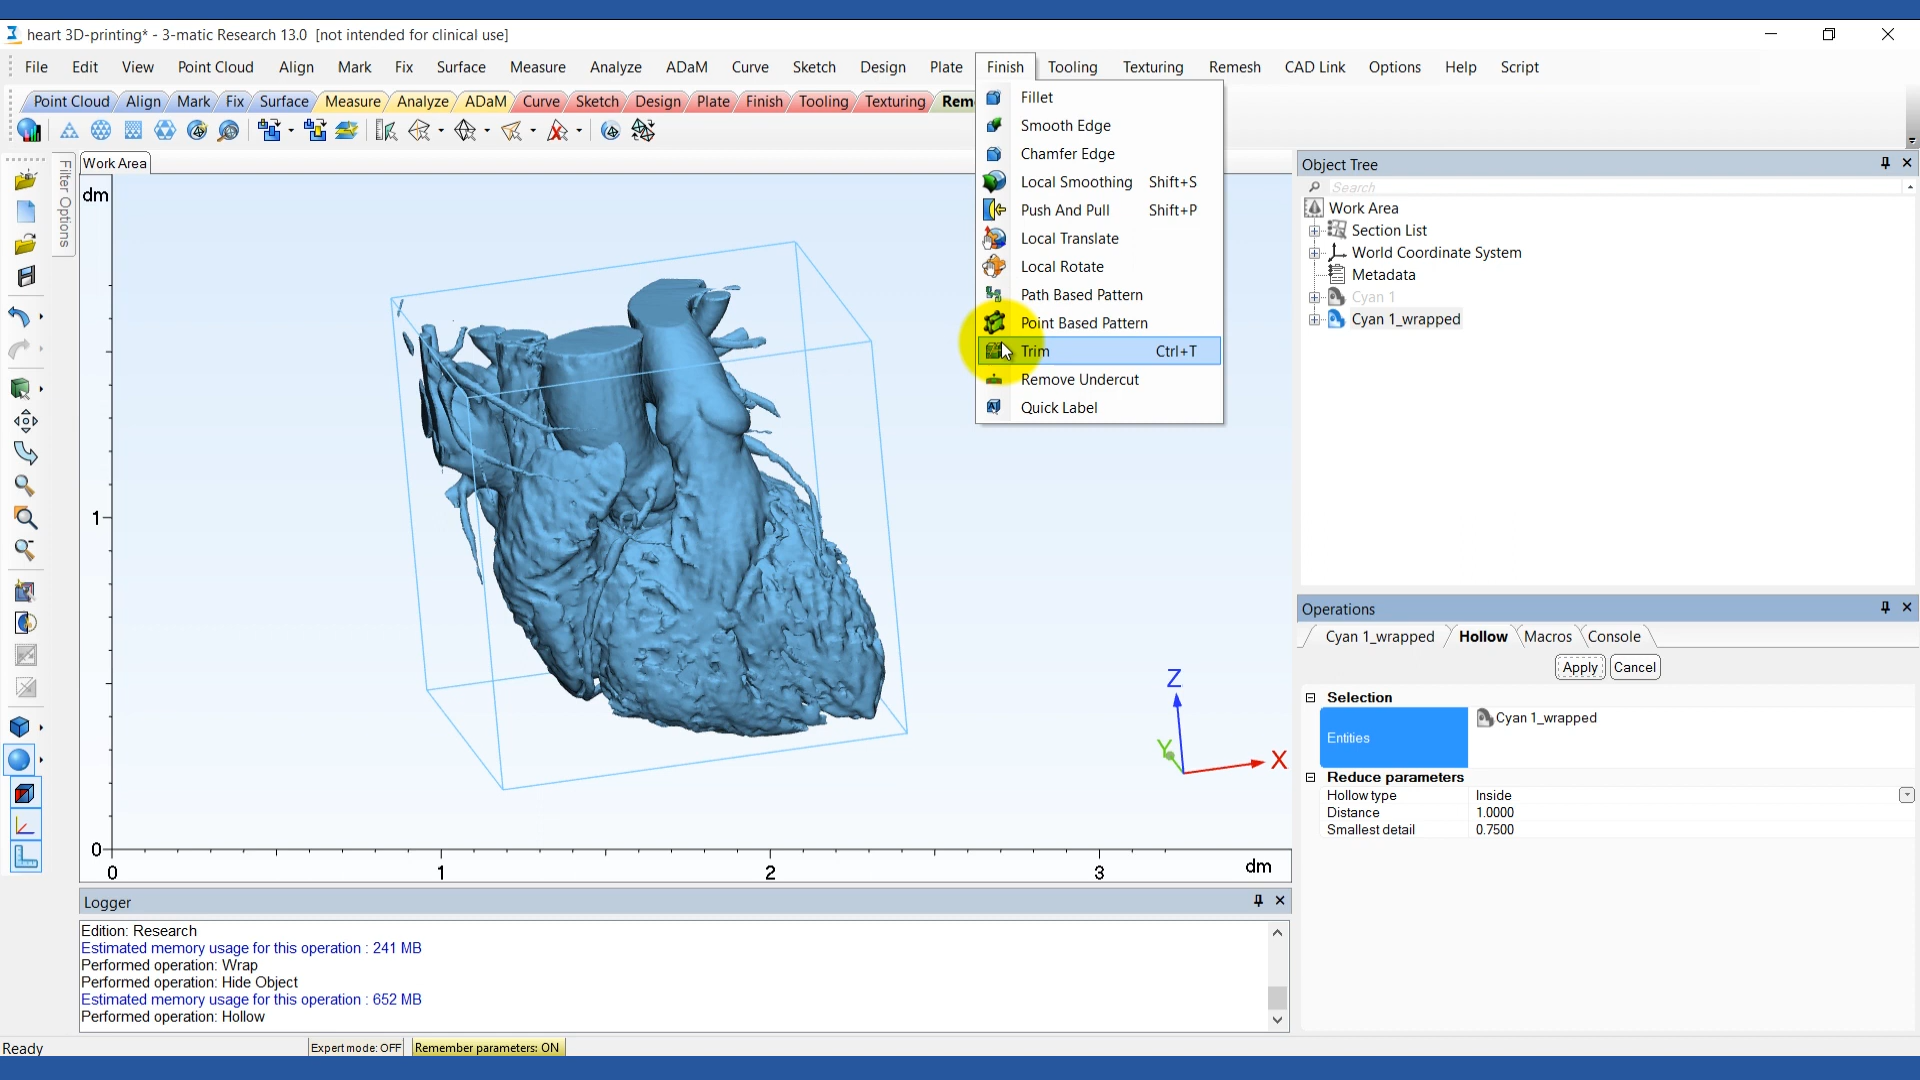 heart 3D-printing* - 3-matic Research 13.0 [not intended for clinical use]
File Edit View Point Cloud Align Mark Fix Surface Measure Analyze ADaM Curve Sketch Design Plate Finish Tooling Texturing Remesh CAD Link Options Help Script
Point Cloud Align Mark Fix Surface Measure Analyze ADaM Curve Sketch Design Plate Finish Tooling Texturing Rem
Fillet
Smooth Edge
Chamfer Edge
Local Smoothing Shift+S
Push And Pull Shift+P
Local Translate
Local Rotate
Path Based Pattern
Point Based Pattern
Trim Ctrl+T
Remove Undercut
Quick Label
Filter Options
Work Area
dm
1
0
0 1 2 3 dm
Z
Y
X
Object Tree
Search
Work Area
Section List
World Coordinate System
Metadata
Cyan 1
Cyan 1_wrapped
Operations
Cyan 1_wrapped Hollow Macros Console
Apply Cancel
Selection
Entities Cyan 1_wrapped
Reduce parameters
Hollow type Inside
Distance 1.0000
Smallest detail 0.7500
Logger
Edition: Research
Estimated memory usage for this operation : 241 MB
Performed operation: Wrap
Performed operation: Hide Object
Estimated memory usage for this operation : 652 MB
Performed operation: Hollow
Ready Expert mode: OFF Remember parameters: ON